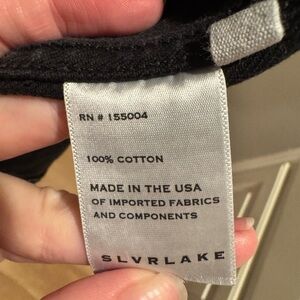 RN # 155004
100% COTTON
MADE IN THE USA
OF IMPORTED FABRICS
AND COMPONENTS
SLVRLAKE